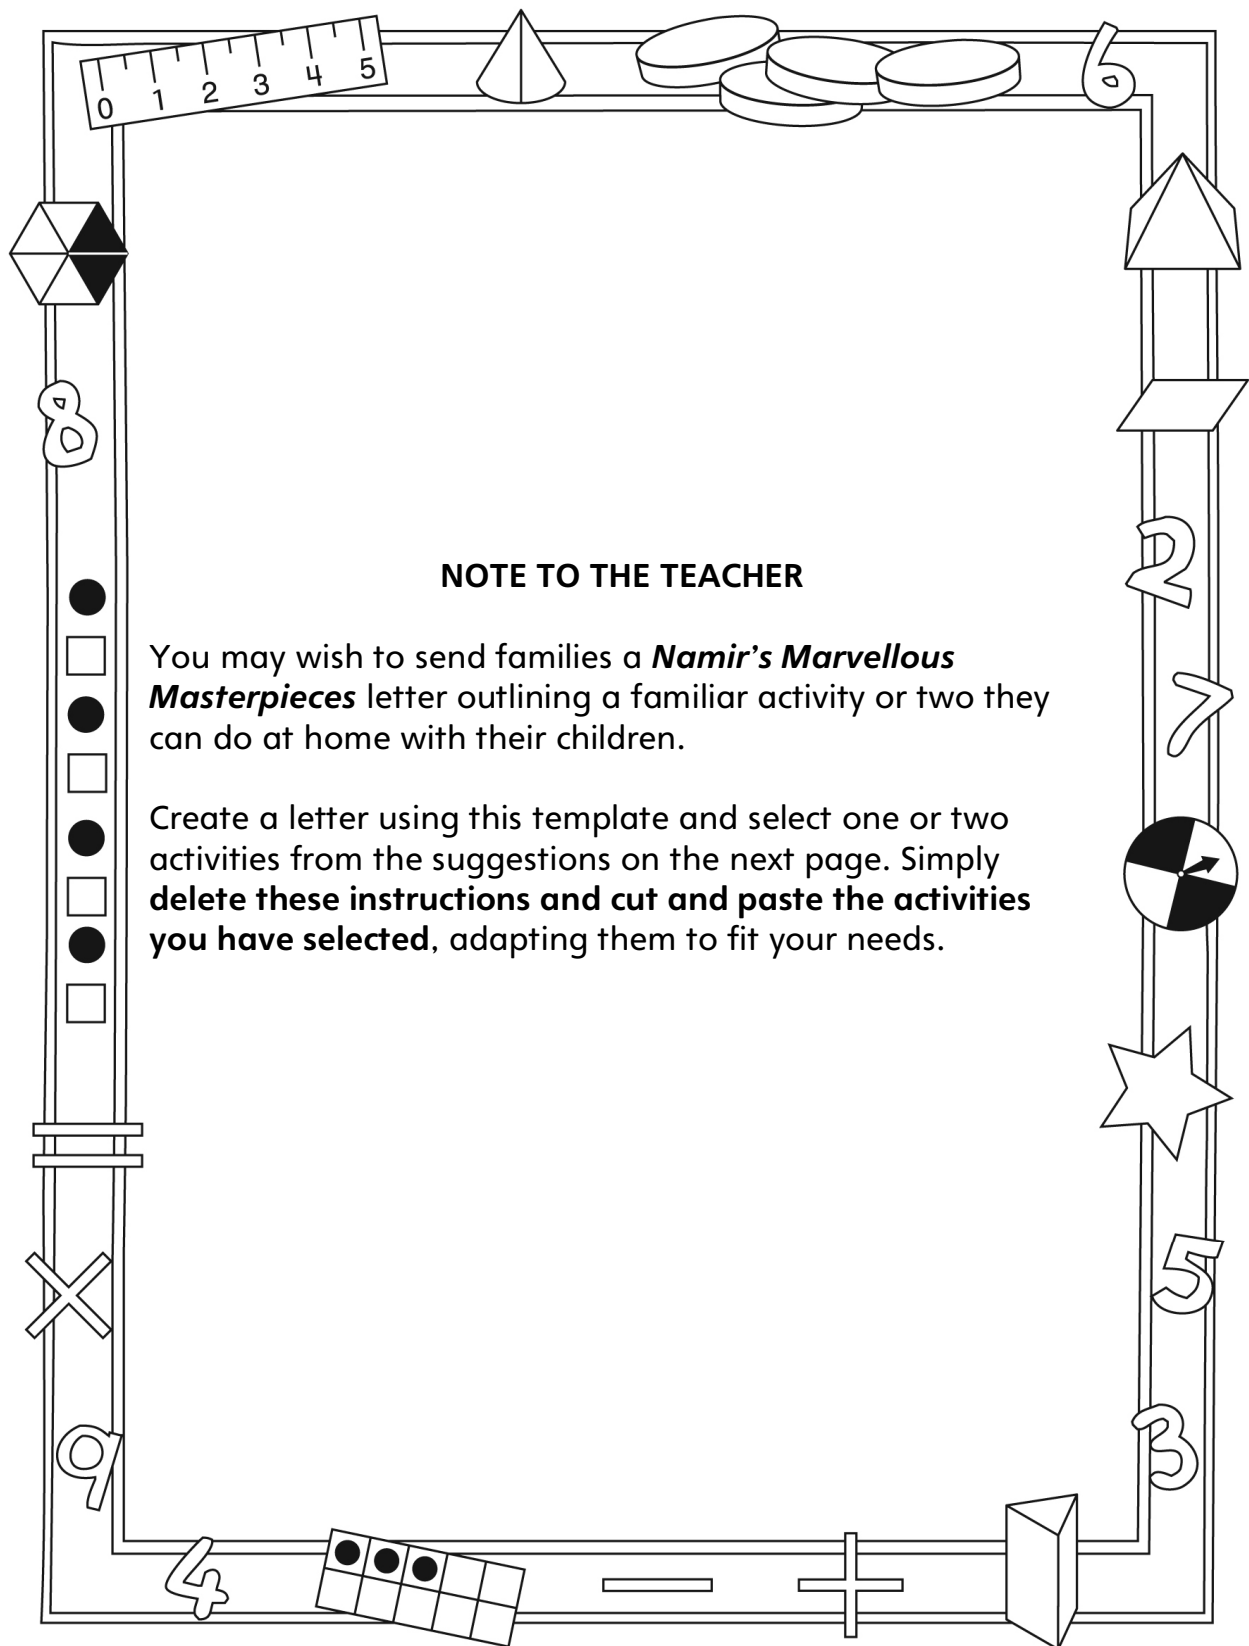 0 1 2 3 4 5
6
8
2
7
5
3
9
4
NOTE TO THE TEACHER
You may wish to send families a Namir's Marvellous
Masterpieces letter outlining a familiar activity or two they
can do at home with their children.
Create a letter using this template and select one or two
activities from the suggestions on the next page. Simply
delete these instructions and cut and paste the activities
you have selected, adapting them to fit your needs.
=
×
−
+